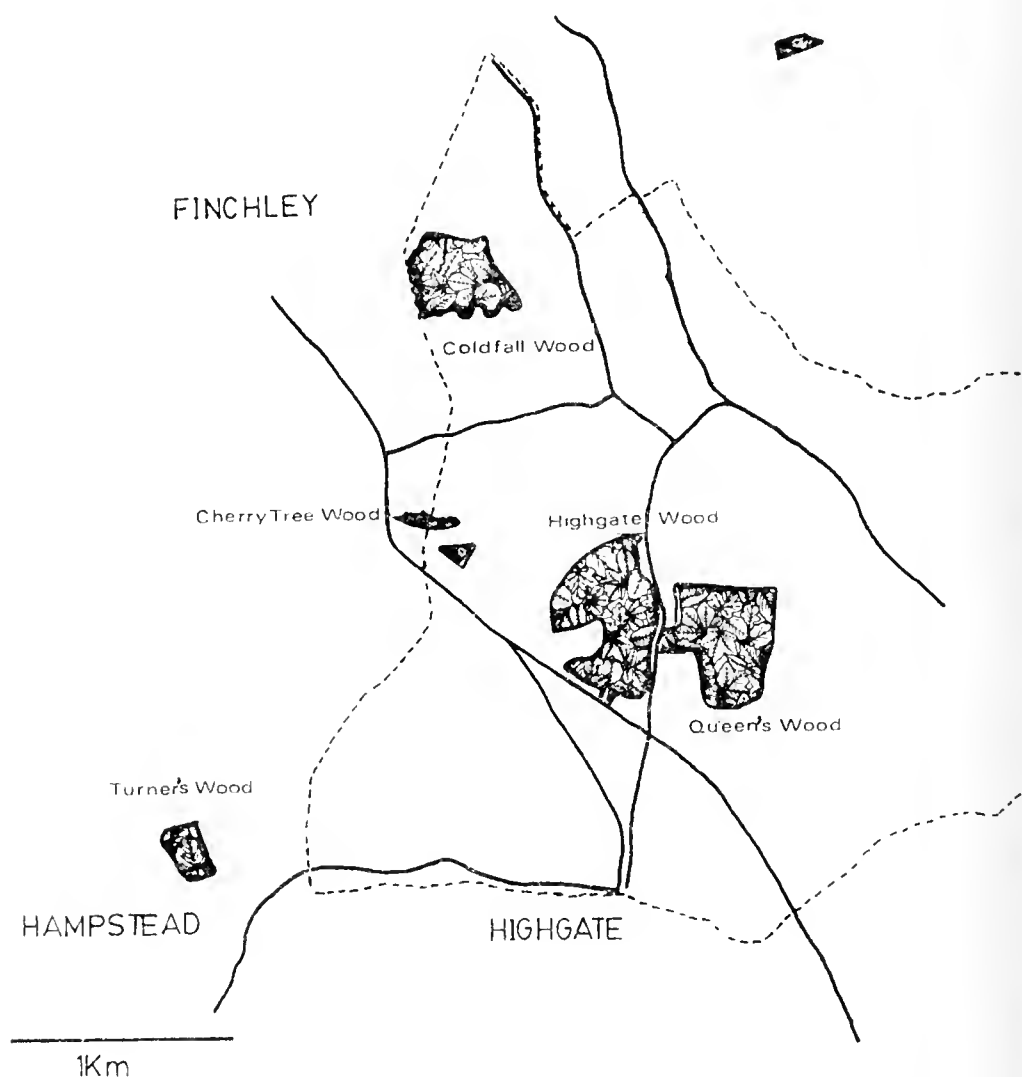 FINCHLEY
Coldfall Wood
Cherry Tree Wood
Highgate Wood
Queen's Wood
Turner's Wood
HAMPSTEAD
HIGHGATE
1Km